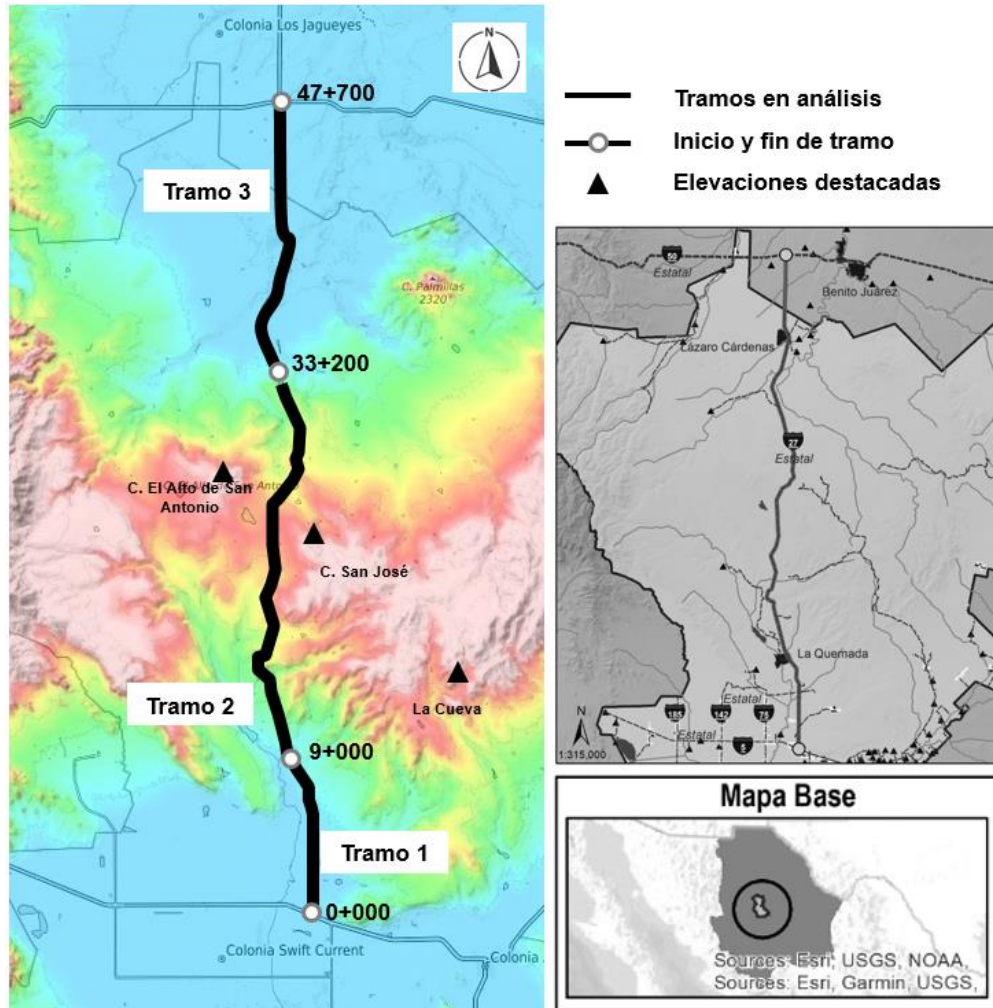 Colonia Los Jagueyes
N
47+700
Tramo 3
C. Palmillas
2320
33+200
C. El Alto de San
Antonio
C. San José
La Cueva
Tramo 2
9+000
Tramo 1
0+000
Colonia Swift Current
Colonia
Tramos en análisis
Inicio y fin de tramo
Elevaciones destacadas
Estatal
Benito Juárez
Lázaro Cárdenas
27
Estatal
La Quemada
Estatal
185
142
75
Estatal
5
N
1:315,000
Mapa Base
Sources: Esri, USGS, NOAA,
Sources: Esri, Garmin, USGS,